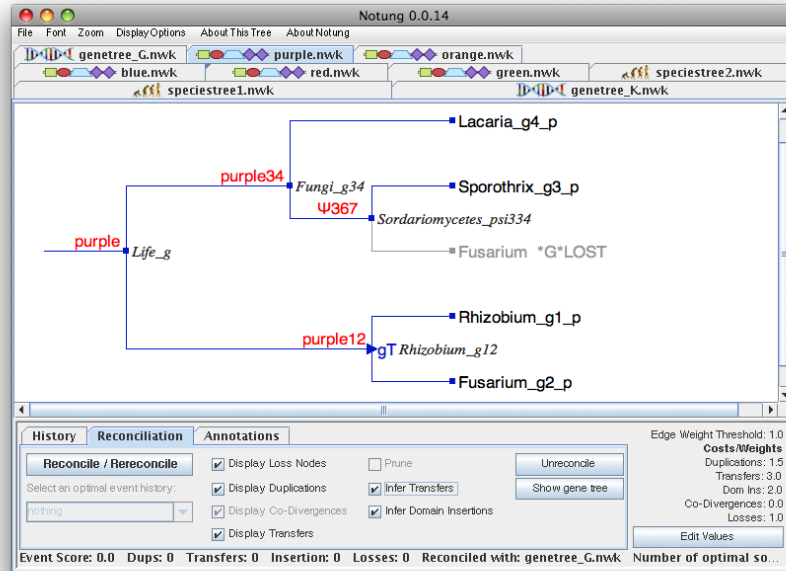 Notung 0.0.14
File Font Zoom Display Options About This Tree About Notung
genetree_G.nwk purple.nwk orange.nwk
blue.nwk red.nwk green.nwk speciestree2.nwk
speciestree1.nwk genetree_K.nwk
Lacaria_g4_p
purple34
Fungi_g34
Sporothrix_g3_p
Ψ367
Sordariomycetes_psi334
purple
Life_g
Fusarium *G*LOST
Rhizobium_g1_p
purple12
gT Rhizobium_g12
Fusarium_g2_p
History Reconciliation Annotations
Reconcile / Rereconcile
Select an optimal event history:
nothing
Display Loss Nodes
Display Duplications
Display Co-Divergences
Display Transfers
Prune
Infer Transfers
Infer Domain Insertions
Unreconcile
Show gene tree
Edge Weight Threshold: 1.0
Costs/Weights
Duplications: 1.5
Transfers: 3.0
Dom Ins: 2.0
Co-Divergences: 0.0
Losses: 1.0
Edit Values
Event Score: 0.0 Dups: 0 Transfers: 0 Insertion: 0 Losses: 0 Reconciled with: genetree_G.nwk Number of optimal so...